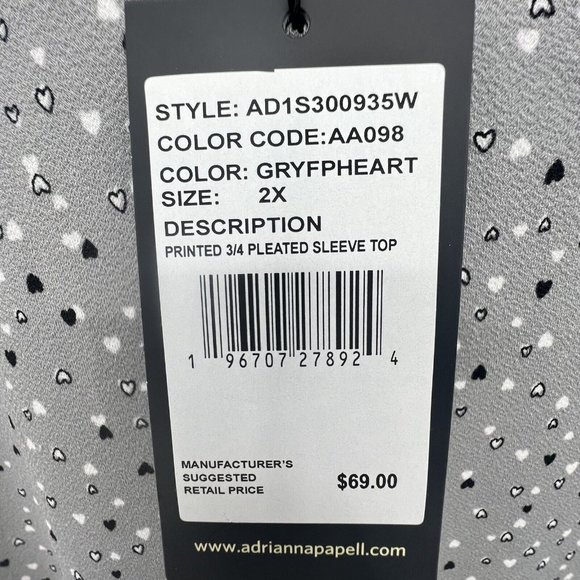 STYLE: AD1S300935W
COLOR CODE:AA098
COLOR: GRYFPHEART
SIZE: 2X
DESCRIPTION
PRINTED 3/4 PLEATED SLEEVE TOP
1 96707 27892 4
MANUFACTURER'S
SUGGESTED
RETAIL PRICE $69.00
www.adriannapapell.com